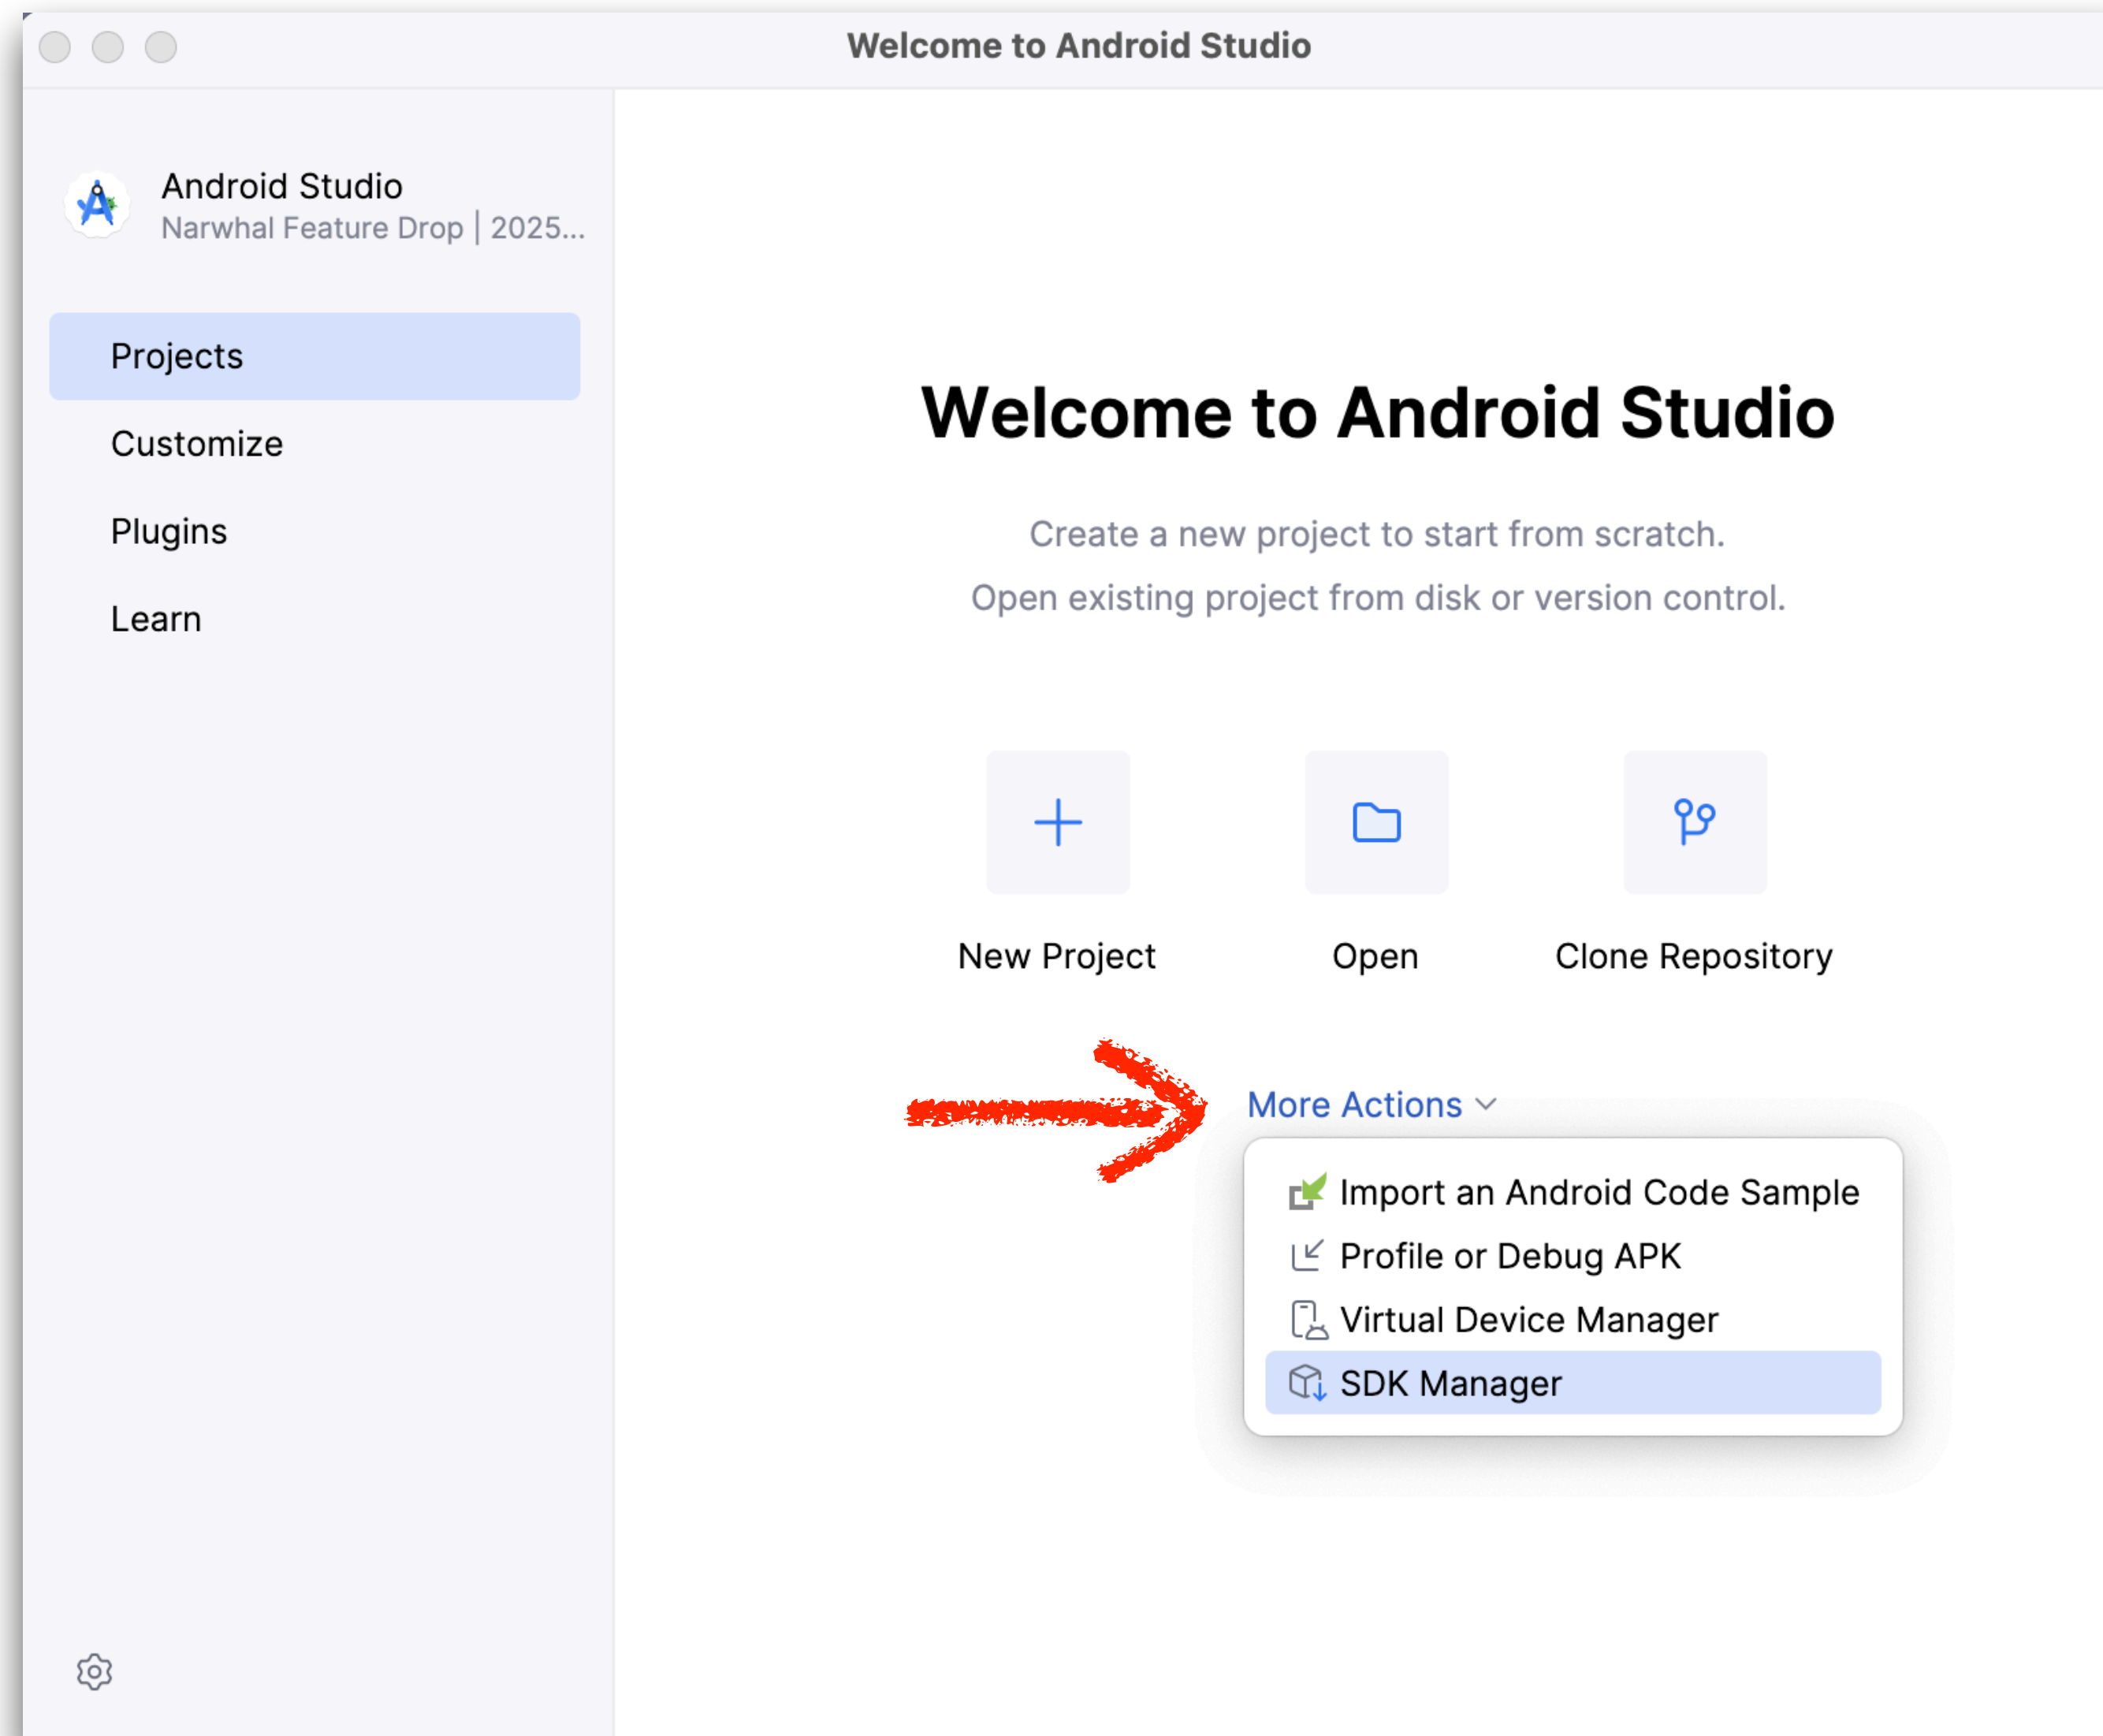 Welcome to Android Studio
Android Studio
Narwhal Feature Drop | 2025...
Projects
Customize
Plugins
Learn
Welcome to Android Studio
Create a new project to start from scratch.
Open existing project from disk or version control.
New Project
Open
Clone Repository
More Actions
Import an Android Code Sample
Profile or Debug APK
Virtual Device Manager
SDK Manager